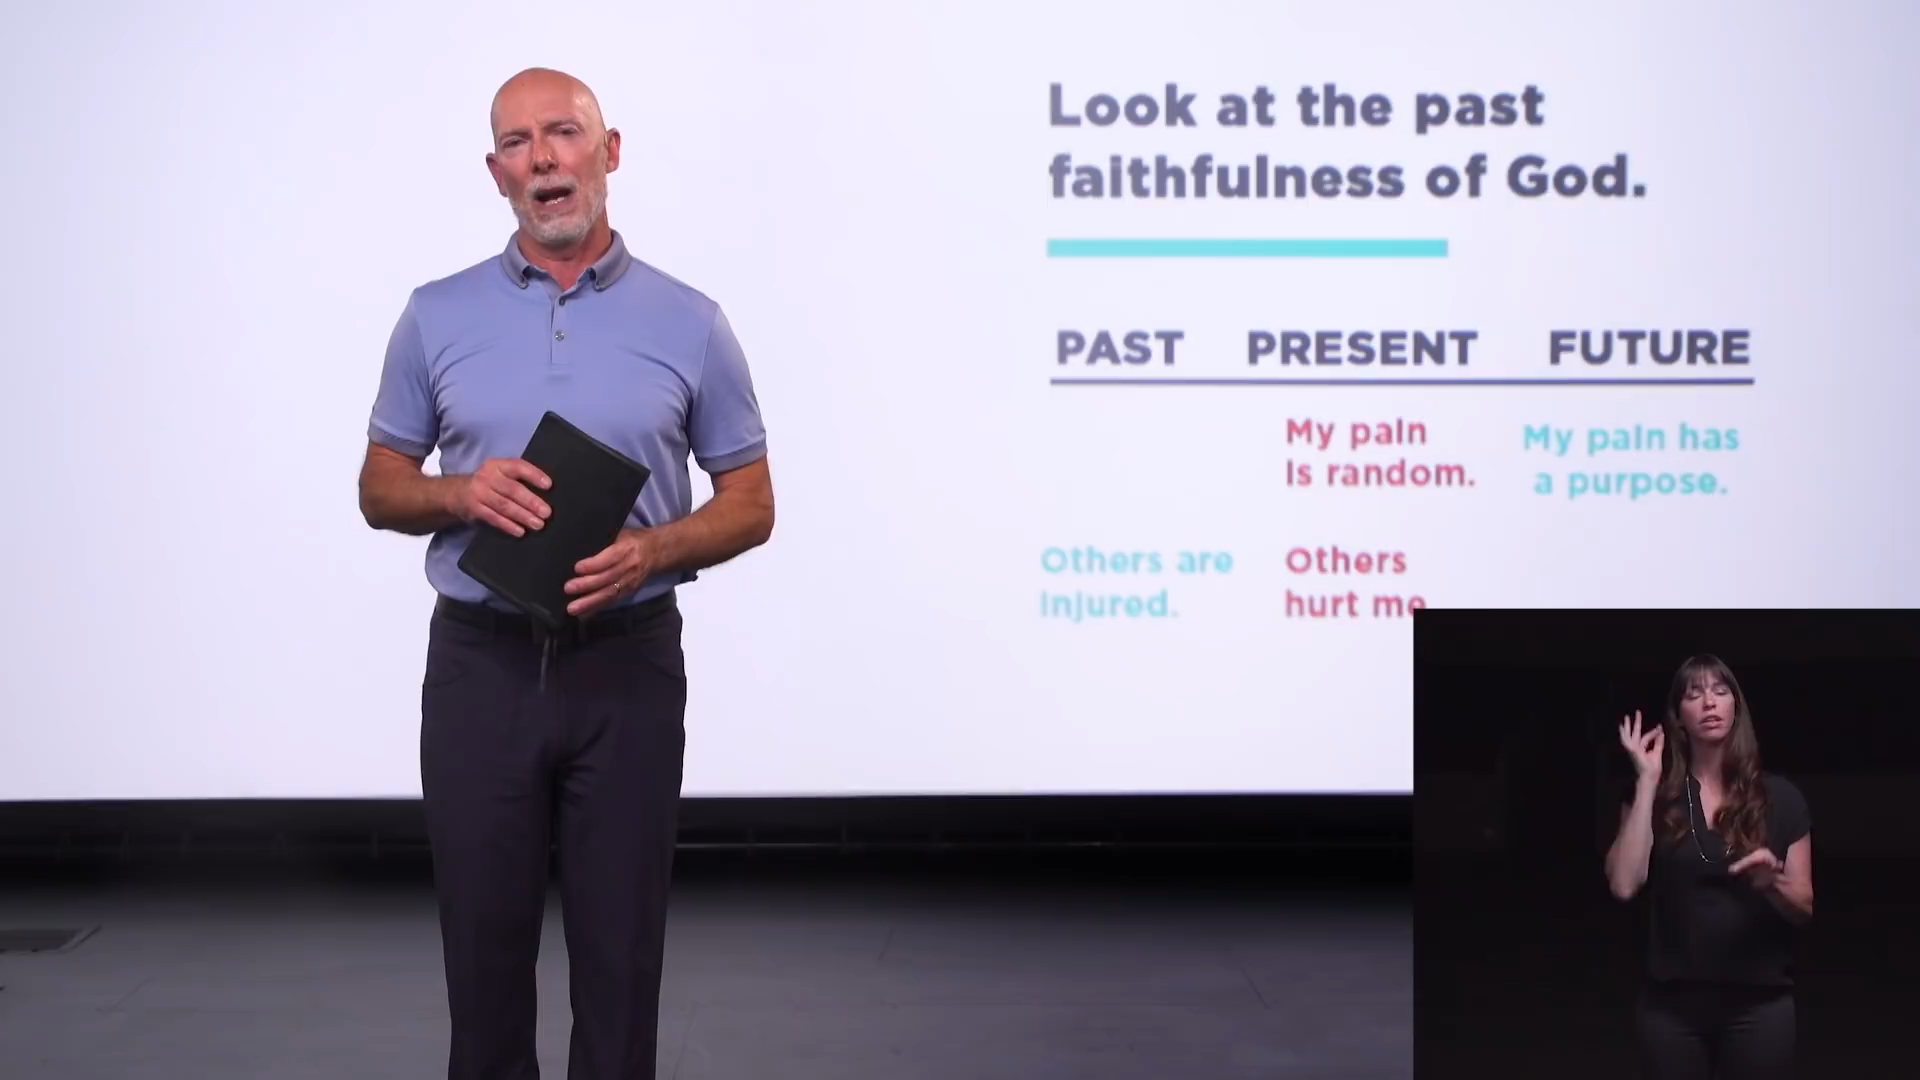 Look at the past
faithfulness of God.
PAST PRESENT FUTURE
My pain
Is random.
My pain has
a purpose.
Others are
Injured.
Others
hurt me